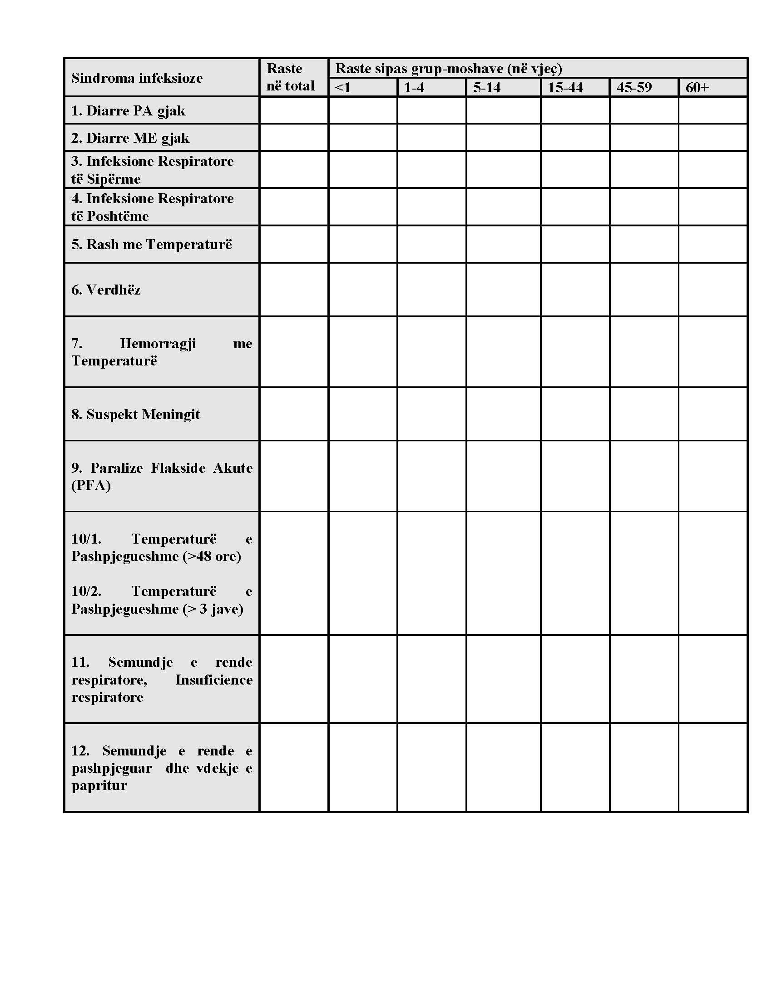 Sindroma infeksioze
Raste
në total
Raste sipas grup-moshave (në vjeç)
<1 1-4 5-14 15-44 45-59 60+
1. Diarre PA gjak
2. Diarre ME gjak
3. Infeksione Respiratore
të Sipërme
4. Infeksione Respiratore
të Poshtëme
5. Rash me Temperaturë
6. Verdhëz
7. Hemorragji me
Temperaturë
8. Suspekt Meningit
9. Paralize Flakside Akute
(PFA)
10/1. Temperaturë e
Pashpjegueshme (>48 ore)
10/2. Temperaturë e
Pashpjegueshme (> 3 jave)
11. Semundje e rende
respiratore, Insuficience
respiratore
12. Semundje e rende e
pashpjeguar dhe vdekje e
papritur